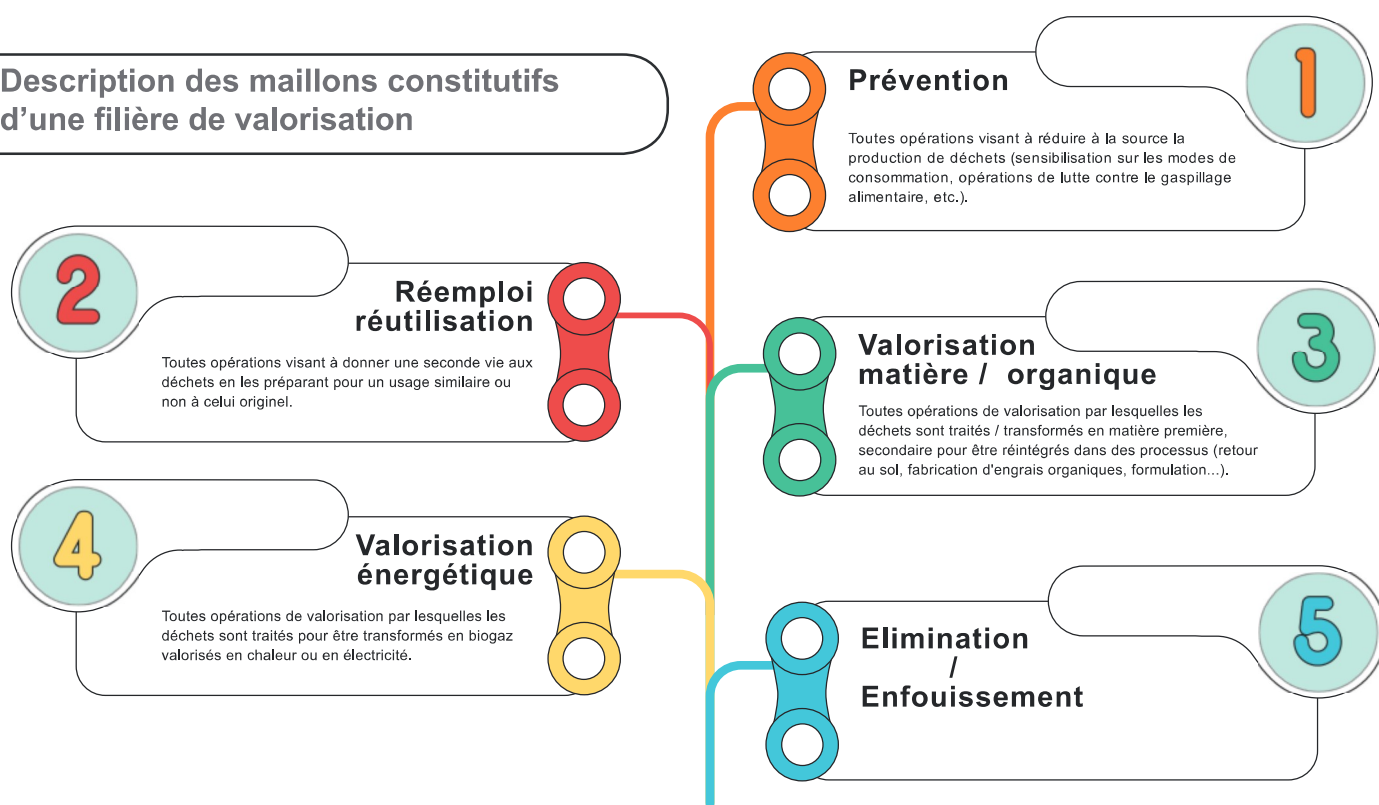 Description des maillons constitutifs
d'une filière de valorisation
1
Prévention
Toutes opérations visant à réduire à la source la
production de déchets (sensibilisation sur les modes de
consommation, opérations de lutte contre le gaspillage
alimentaire, etc.).
2
Réemploi
réutilisation
Toutes opérations visant à donner une seconde vie aux
déchets en les préparant pour un usage similaire ou
non à celui originel.
3
Valorisation
matière / organique
Toutes opérations de valorisation par lesquelles les
déchets sont traités / transformés en matière première,
secondaire pour être réintégrés dans des processus (retour
au sol, fabrication d'engrais organiques, formulation...).
4
Valorisation
énergétique
Toutes opérations de valorisation par lesquelles les
déchets sont traités pour être transformés en biogaz
valorisés en chaleur ou en électricité.
5
Elimination
/
Enfouissement